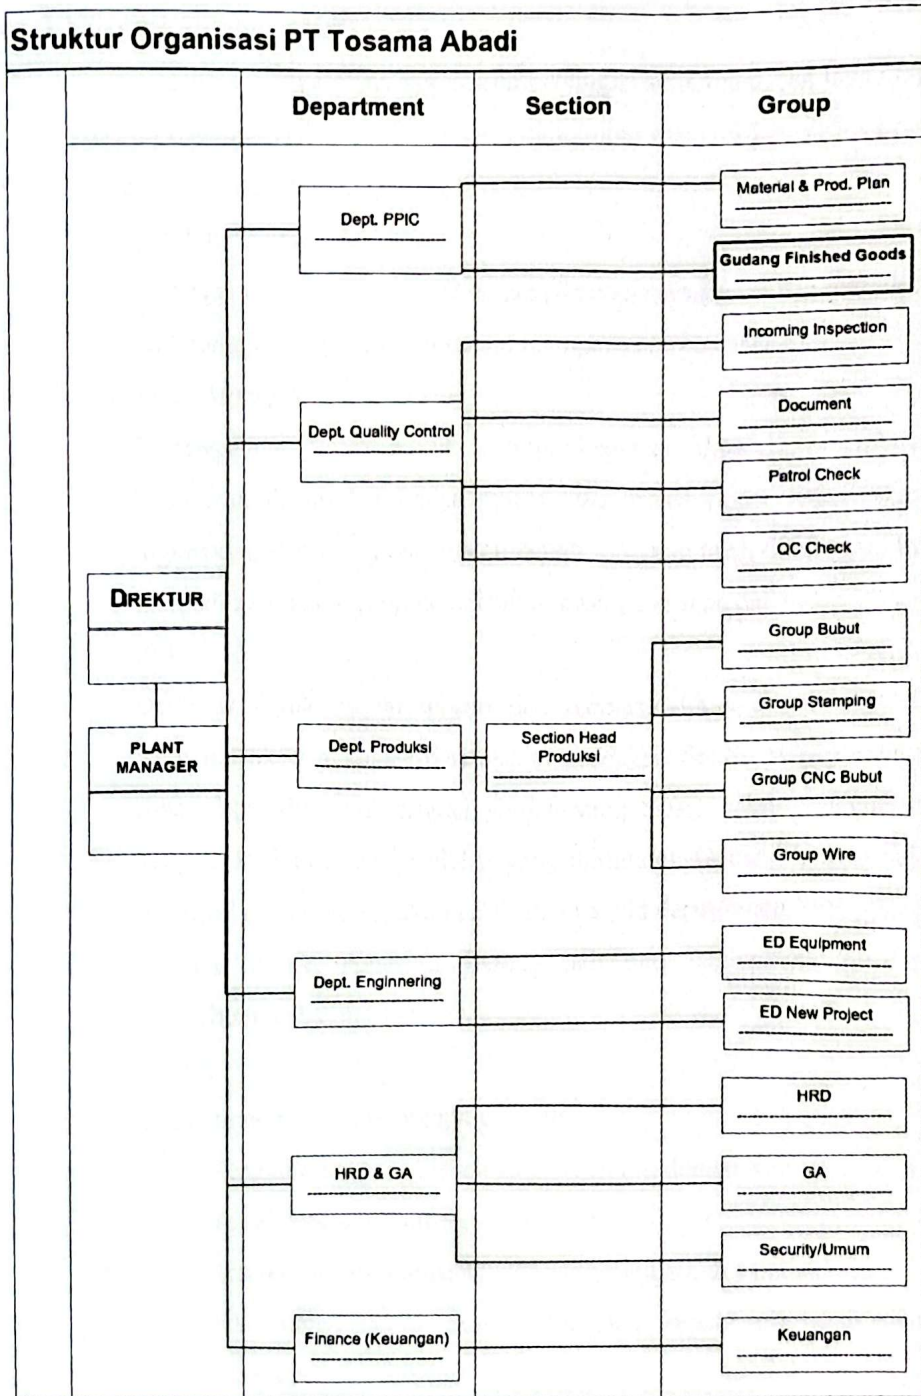 Struktur Organisasi PT Tosama Abadi
Department
Section
Group
Dept. PPIC
Material & Prod. Plan
Gudang Finished Goods
Dept. Quality Control
Incoming Inspection
Document
Patrol Check
QC Check
DIREKTUR
PLANT
MANAGER
Dept. Produksi
Section Head
Produksi
Group Bubut
Group Stamping
Group CNC Bubut
Group Wire
Dept. Enginnering
ED Equipment
ED New Project
HRD & GA
HRD
GA
Security/Umum
Finance (Keuangan)
Keuangan